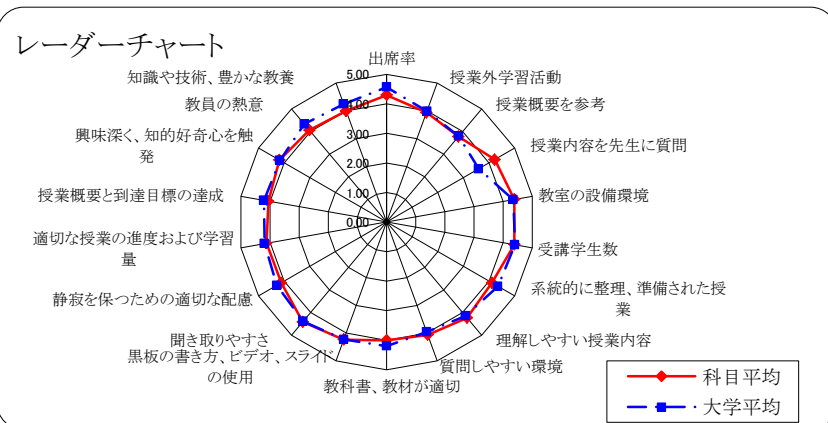 レーダーチャート
出席率
授業外学習活動
授業概要を参考
授業内容を先生に質問
教室の設備環境
受講学生数
系統的に整理、準備された授
業
理解しやすい授業内容
質問しやすい環境
教科書、教材が適切
黒板の書き方、ビデオ、スライド
の使用
聞き取りやすさ
静寂を保つための適切な配慮
適切な授業の進度および学習
量
授業概要と到達目標の達成
興味深く、知的好奇心を触
発
教員の熱意
知識や技術、豊かな教養
5.00
4.00
3.00
2.00
1.00
0.00
科目平均
大学平均